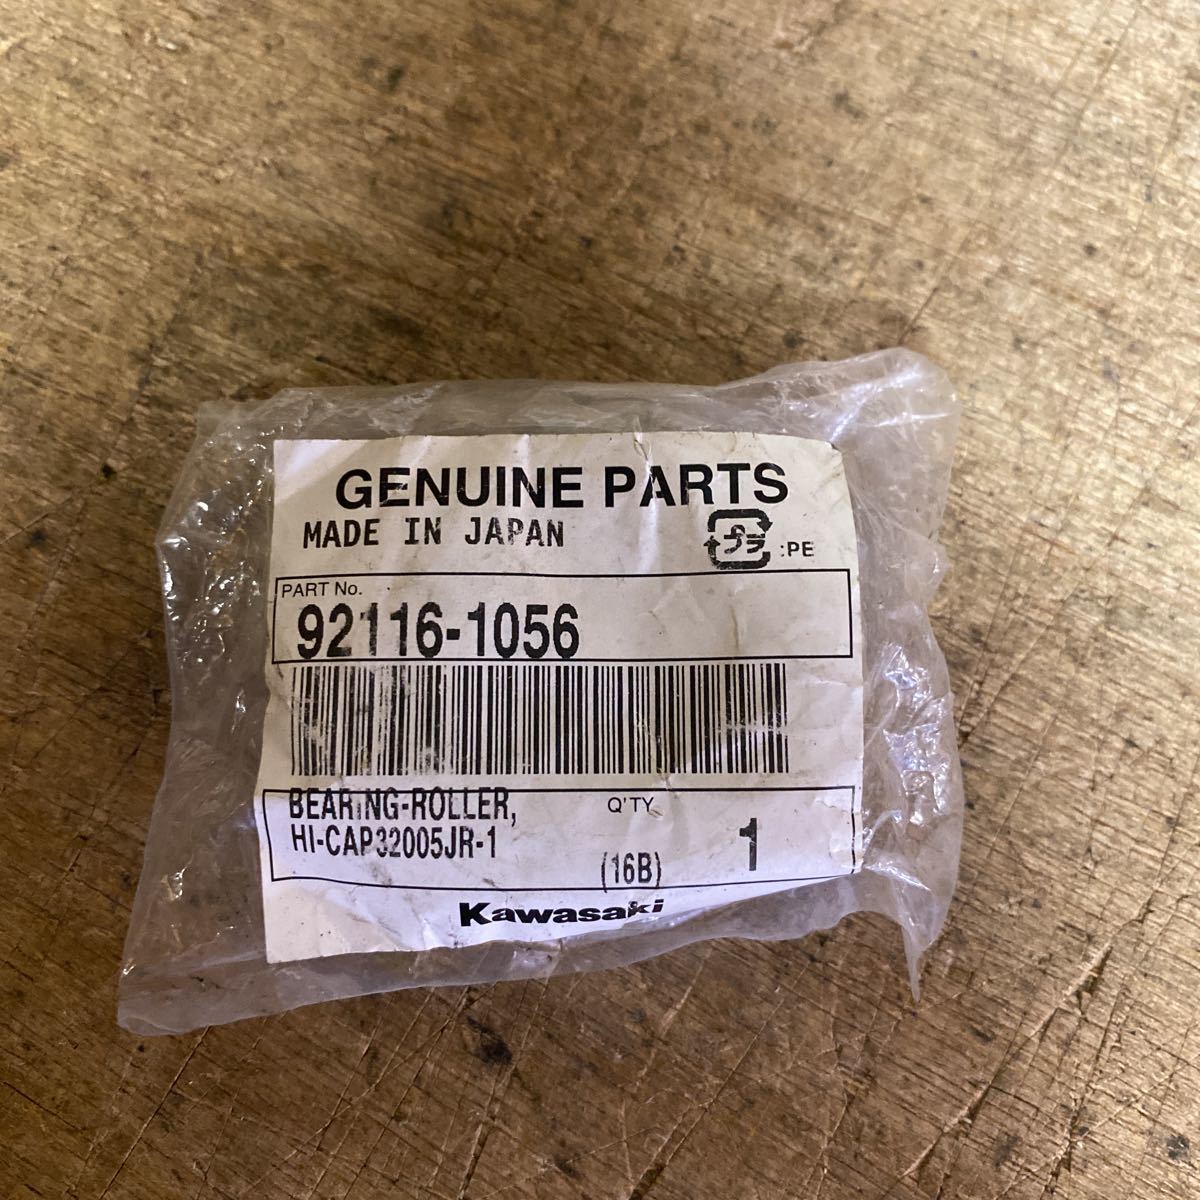 GENUINE PARTS
MADE IN JAPAN
プラ :PE
PART No.
92116-1056
BEARING-ROLLER, Q'TY
HI-CAP32005JR-1 1
(16B)
Kawasaki